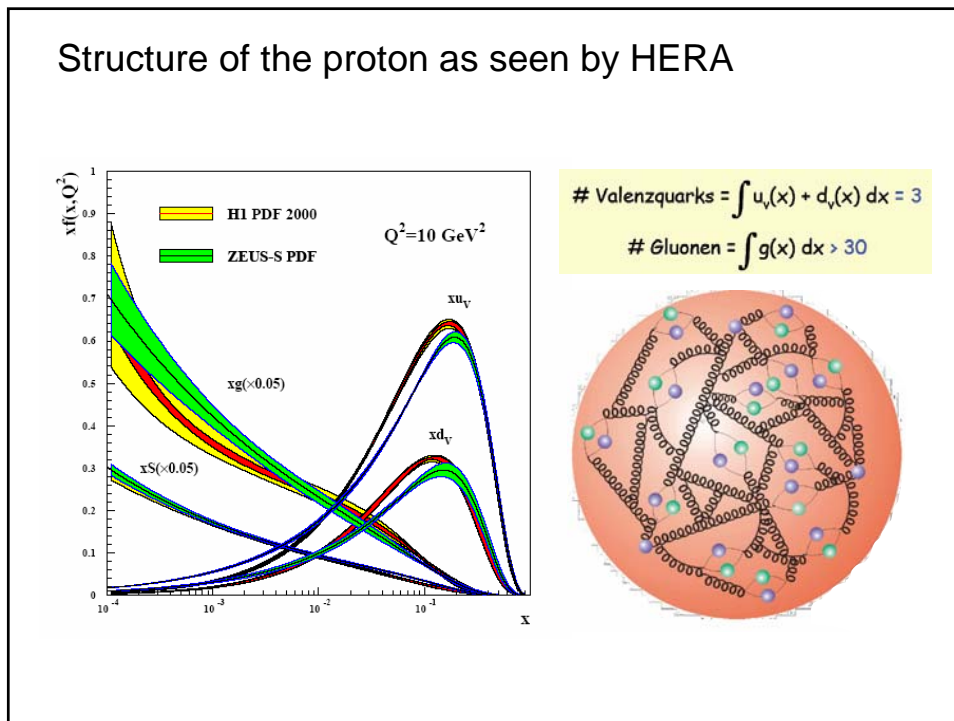 Structure of the proton as seen by HERA
xf(x,Q²)
1
0.9
0.8
0.7
0.6
0.5
0.4
0.3
0.2
0.1
0
H1 PDF 2000
ZEUS-S PDF
Q²=10 GeV²
xu_V
xg(×0.05)
xd_V
xS(×0.05)
10⁻⁴
10⁻³
10⁻²
10⁻¹
x
# Valenzquarks = ∫ u_v(x) + d_v(x) dx = 3
# Gluonen = ∫ g(x) dx > 30